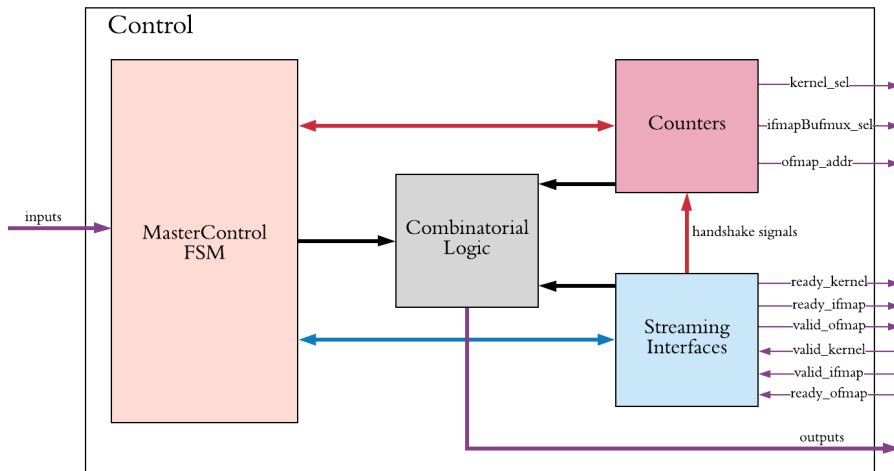 Control
kernel_sel
Counters
ifmapBufmux_sel
ofmap_addr
inputs
MasterControl
FSM
Combinatorial
Logic
handshake signals
ready_kernel
ready_ifmap
Streaming
Interfaces
valid_ofmap
valid_kernel
valid_ifmap
ready_ofmap
outputs